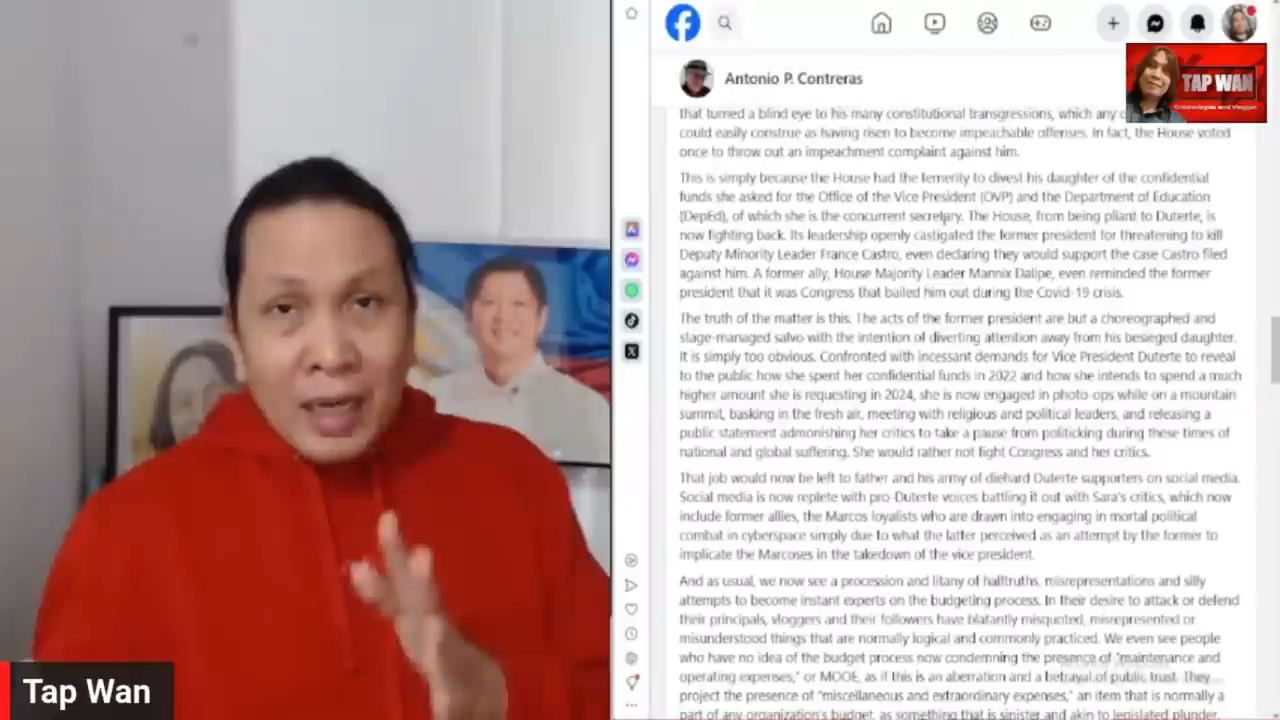 Antonio P. Contreras
TAP WAN
that turned a blind eye to his many constitutional transgressions, which any
could easily construe as having risen to become impeachable offenses. In fact, the House voted
once to throw out an impeachment complaint against him.
This is simply because the House had the temerity to divest his daughter of the confidential
funds she asked for the Office of the Vice President (OVP) and the Department of Education
(DepEd), of which she is the concurrent secretary. The House, from being pliant to Duterte, is
now fighting back. Its leadership openly castigated the former president for threatening to kill
Deputy Minority Leader France Castro, even declaring they would support the case Castro filed
against him. A former ally, House Majority Leader Mannix Dalipe, even reminded the former
president that it was Congress that bailed him out during the Covid-19 crisis.
The truth of the matter is this. The acts of the former president are but a choreographed and
stage-managed salvo with the intention of diverting attention away from his besieged daughter.
It is simply too obvious. Confronted with incessant demands for Vice President Duterte to reveal
to the public how she spent her confidential funds in 2022 and how she intends to spend a much
higher amount she is requesting in 2024, she is now engaged in photo-ops while on a mountain
summit, basking in the fresh air, meeting with religious and political leaders, and releasing a
public statement admonishing her critics to take a pause from politicking during these times of
national and global suffering. She would rather not fight Congress and her critics.
That job would now be left to father and his army of diehard Duterte supporters on social media.
Social media is now replete with pro-Duterte voices battling it out with Sara's critics, which now
include former allies, the Marcos loyalists who are drawn into engaging in mortal political
combat in cyberspace simply due to what the latter perceived as an attempt by the former to
implicate the Marcoses in the takedown of the vice president.
And as usual, we now see a procession and litany of halftruths, misrepresentations and silly
attempts to become instant experts on the budgeting process. In their desire to attack or defend
their principals, vloggers and their followers have blatantly misquoted, misrepresented or
misunderstood things that are normally logical and commonly practiced. We even see people
who have no idea of the budget process now condemning the presence of "maintenance and
operating expenses," or MOOE, as if this is an aberration and a betrayal of public trust. They
project the presence of "miscellaneous and extraordinary expenses," an item that is normally a
part of any organization's budget, as something that is sinister and akin to legislated plunder.
Tap Wan